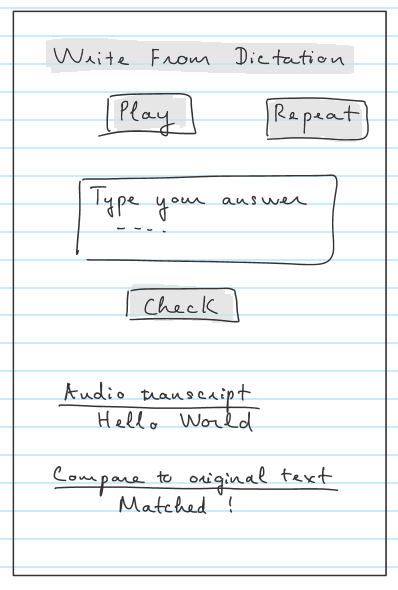 Write From Dictation
Play
Repeat
Type your answer
----
Check
Audio transcript
Hello World
Compare to original text
Matched !